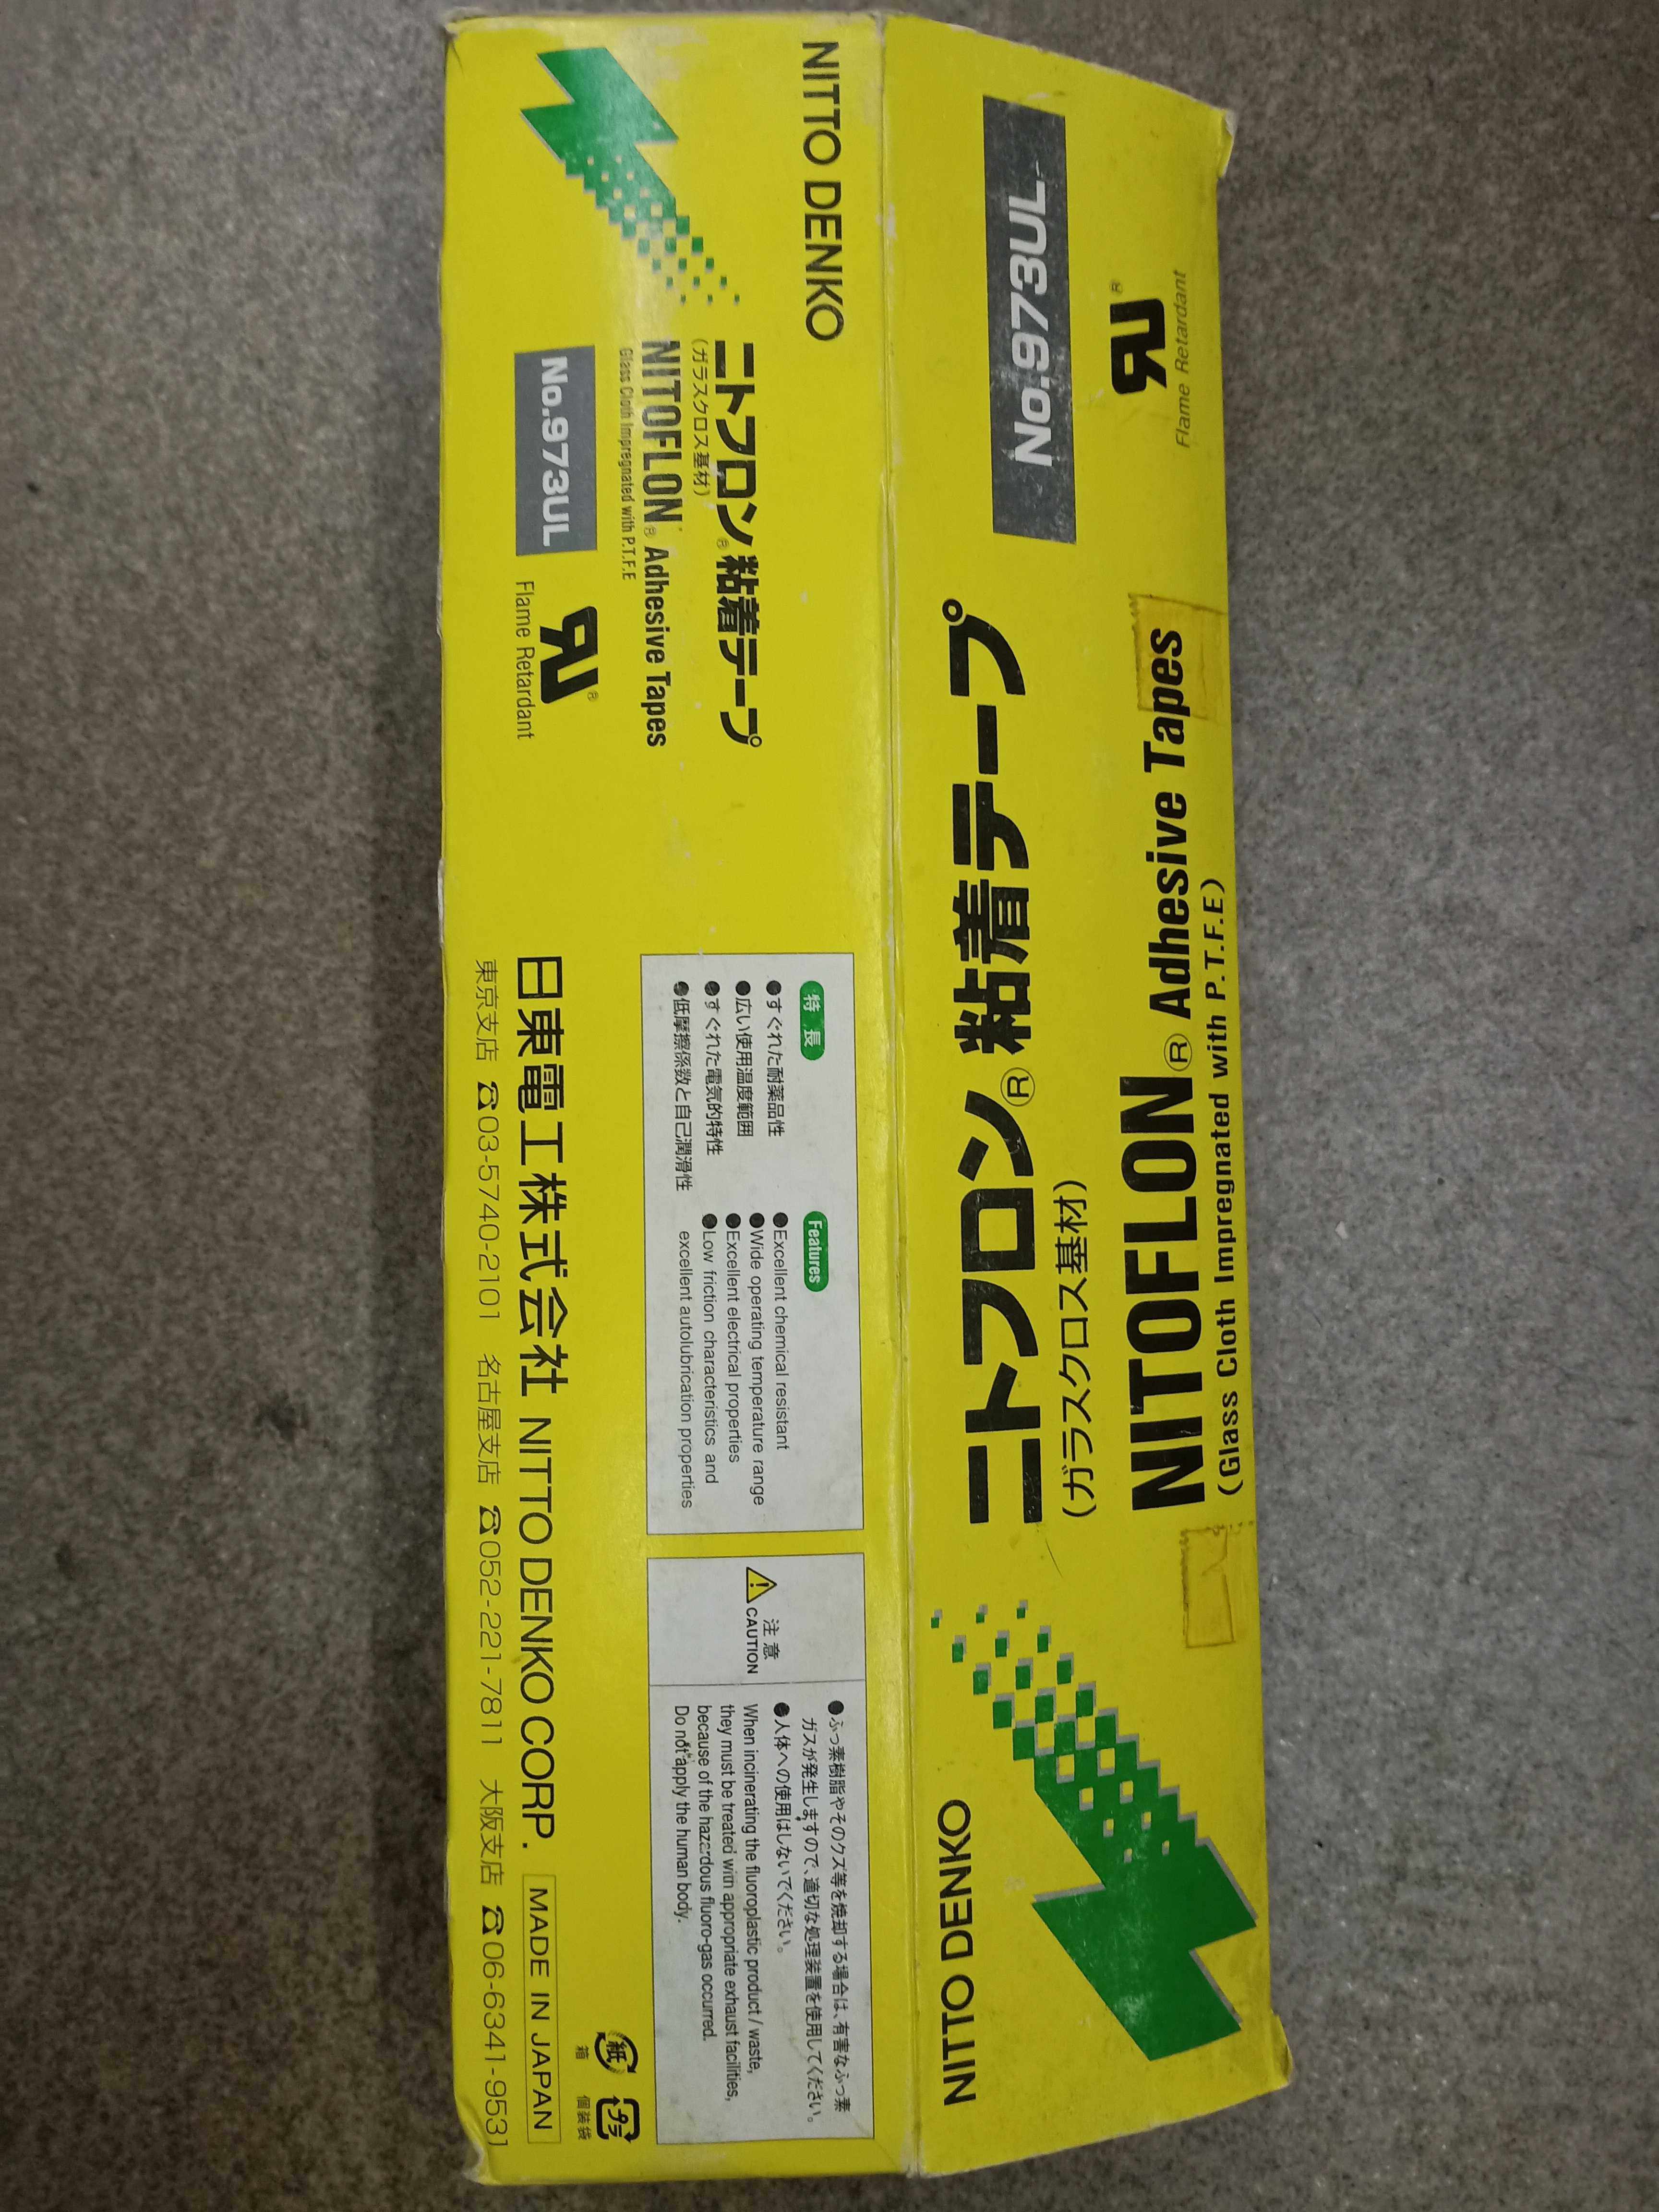 No.973UL
ЯU®
Flame Retardant
ニトフロン®粘着テープ
(ガラスクロス基材)
NITOFLON® Adhesive Tapes
(Glass Cloth Impregnated with P.T.F.E)
NITTO DENKO
NITTO DENKO
ニトフロン®粘着テープ
(ガラスクロス基材)
NITOFLON® Adhesive Tapes
Glass Cloth Impregnated with P.T.F.E
No.973UL
ЯU®
Flame Retardant
特長
●すぐれた耐薬品性
●広い使用温度範囲
●すぐれた電気的特性
●低摩擦係数と自己潤滑性
Features
●Excellent chemical resistant
●Wide operating temperature range
●Excellent electrical properties
●Low friction characteristics and
excellent autolubrication properties
注意
CAUTION
●ふっ素樹脂やそのクズ等を焼却する場合は、有害なふっ素
ガスが発生しますので、適切な処理装置を使用してください。
●人体への使用はしないでください。
When incinerating the fluoroplastic product / waste,
they must be treated with appropriate exhaust facilities,
because of the hazardous fluoro-gas occurred.
Do not apply the human body.
日東電工株式会社 NITTO DENKO CORP. MADE IN JAPAN
東京支店 ☎03-5740-2101 名古屋支店 ☎052-221-7811 大阪支店 ☎06-6341-9531
紙
箱
プラ
個装袋